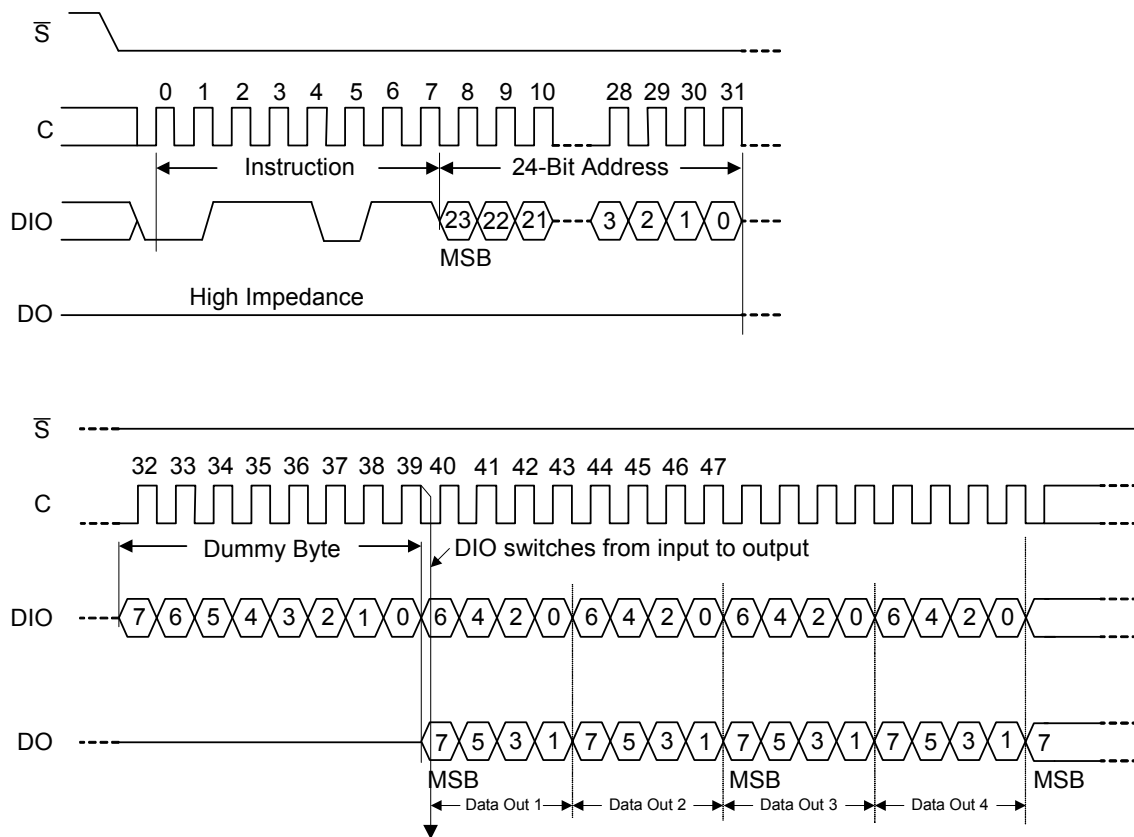 S
0 1 2 3 4 5 6 7 8 9 10 28 29 30 31
C
Instruction 24-Bit Address
DIO 23 22 21 3 2 1 0
MSB
High Impedance
DO
S
32 33 34 35 36 37 38 39 40 41 42 43 44 45 46 47
C
Dummy Byte DIO switches from input to output
DIO 7 6 5 4 3 2 1 0 6 4 2 0 6 4 2 0 6 4 2 0 6 4 2 0
DO 7 5 3 1 7 5 3 1 7 5 3 1 7 5 3 1 7
MSB MSB MSB
Data Out 1 Data Out 2 Data Out 3 Data Out 4